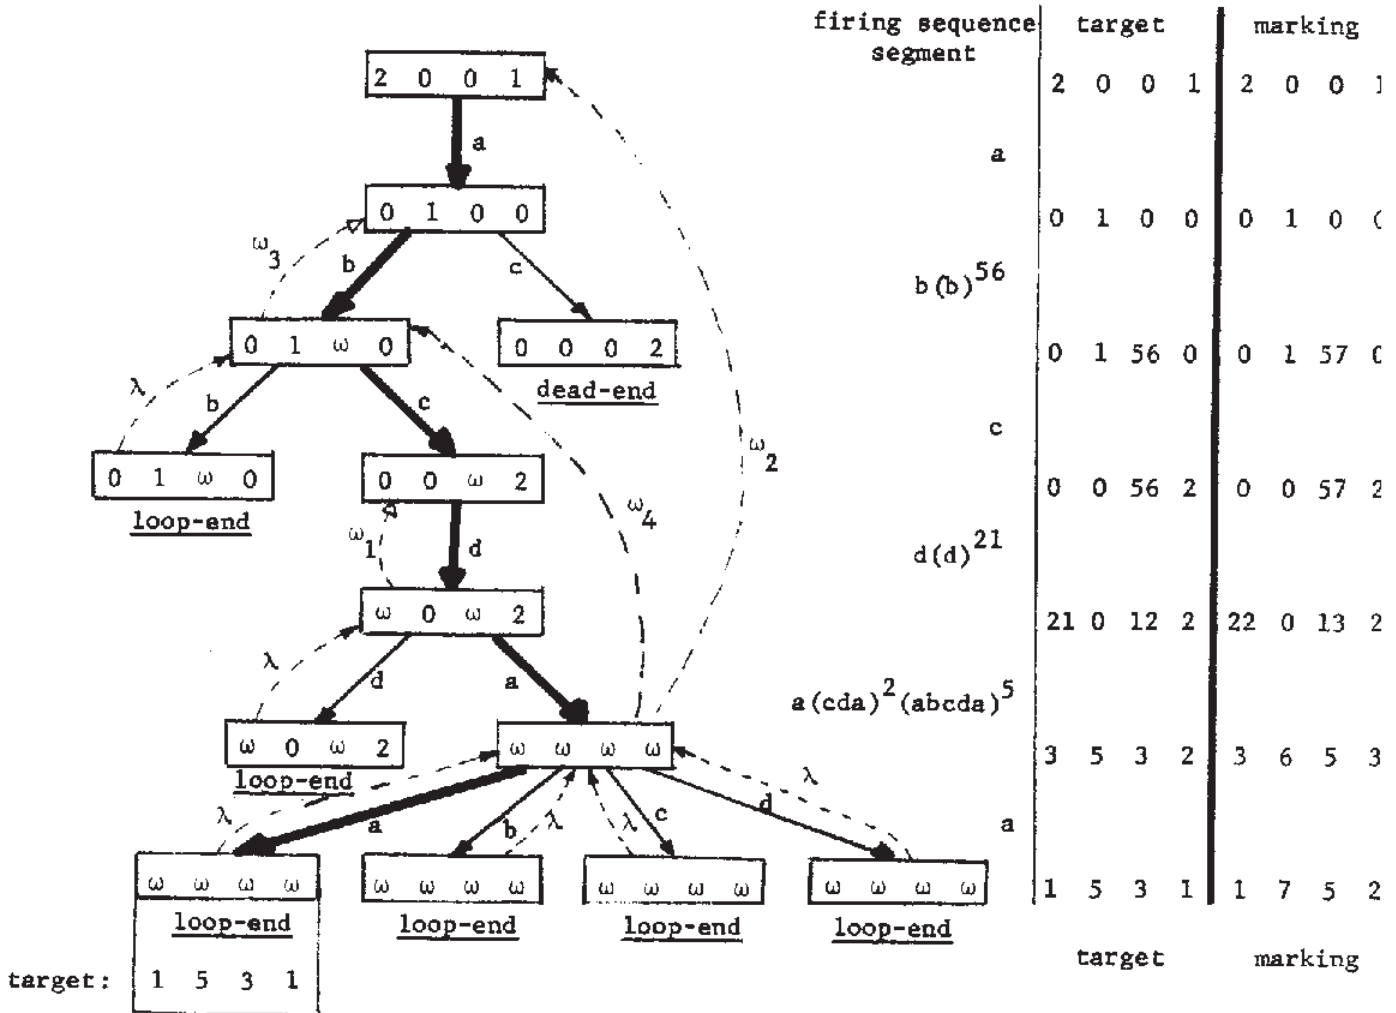 firing sequence segment target marking
2 0 0 1
2 0 0 1 2 0 0 1
a
a
0 1 0 0
0 1 0 0 0 1 0 0
ω3
b
c
b(b)^56
0 1 ω 0
0 0 0 2
0 1 56 0 0 1 57 0
dead-end
λ
b
c
c
ω2
0 1 ω 0
0 0 ω 2
0 0 56 2 0 0 57 2
loop-end
ω1
ω4
d
d(d)^21
ω 0 ω 2
21 0 12 2 22 0 13 2
λ
d
a
a(cda)^2(abcda)^5
ω 0 ω 2
ω ω ω ω
3 5 3 2 3 6 5 3
loop-end
λ
λ
a
b
λ
λ
c
d
a
ω ω ω ω
ω ω ω ω
ω ω ω ω
ω ω ω ω
1 5 3 1 1 7 5 2
loop-end
loop-end
loop-end
loop-end
target marking
target: 1 5 3 1